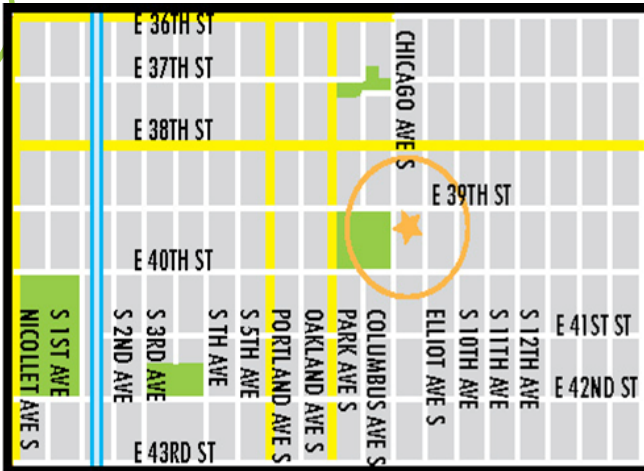 E 36TH ST
E 37TH ST
CHICAGO AVE S
E 38TH ST
E 39TH ST
E 40TH ST
NICOLLET AVE S
S 1ST AVE
S 2ND AVE
S 3RD AVE
S TH AVE
S 5TH AVE
PORTLAND AVE S
OAKLAND AVE S
PARK AVE S
COLUMBUS AVE S
ELLIOT AVE S
S 10TH AVE
S 11TH AVE
S 12TH AVE
E 41ST ST
E 42ND ST
E 43RD ST